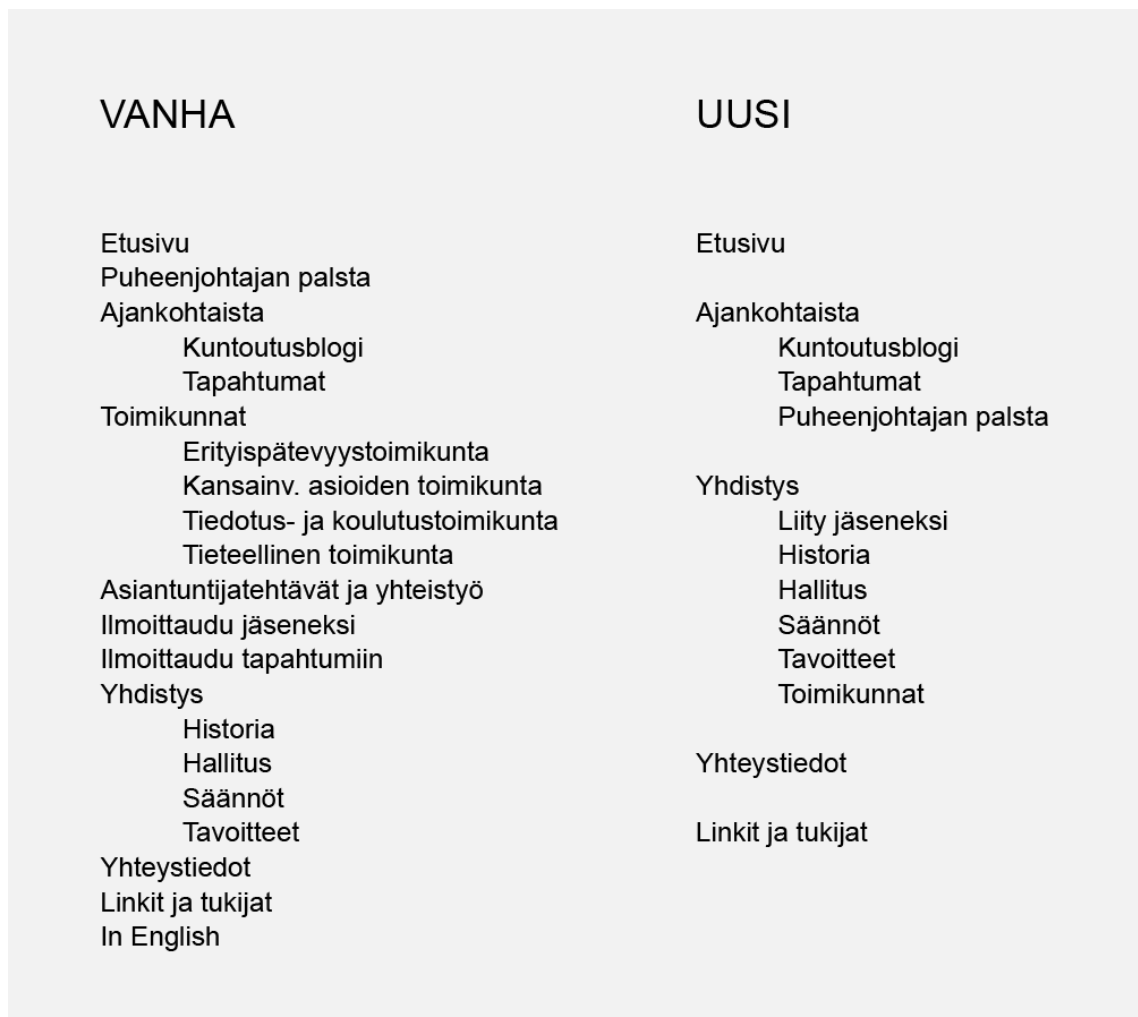 VANHA
Etusivu
Puheenjohtajan palsta
Ajankohtaista
Kuntoutusblogi
Tapahtumat
Toimikunnat
Erityispätevyystoimikunta
Kansainv. asioiden toimikunta
Tiedotus- ja koulutustoimikunta
Tieteellinen toimikunta
Asiantuntijatehtävät ja yhteistyö
Ilmoittaudu jäseneksi
Ilmoittaudu tapahtumiin
Yhdistys
Historia
Hallitus
Säännöt
Tavoitteet
Yhteystiedot
Linkit ja tukijat
In English
UUSI
Etusivu
Ajankohtaista
Kuntoutusblogi
Tapahtumat
Puheenjohtajan palsta
Yhdistys
Liity jäseneksi
Historia
Hallitus
Säännöt
Tavoitteet
Toimikunnat
Yhteystiedot
Linkit ja tukijat